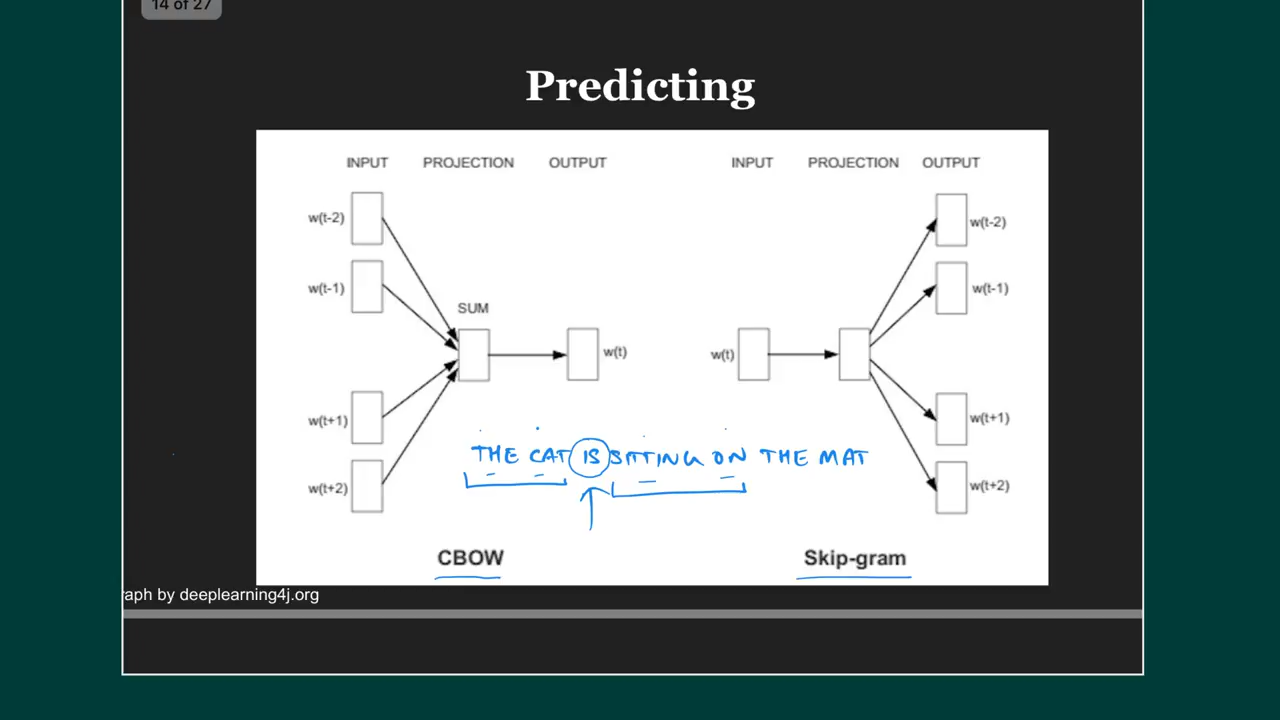 14 of 27
Predicting
INPUT PROJECTION OUTPUT INPUT PROJECTION OUTPUT
w(t-2) w(t-2)
w(t-1) w(t-1)
SUM
w(t) w(t)
w(t+1) w(t+1)
THE CAT IS SITTING ON THE MAT
w(t+2) w(t+2)
CBOW Skip-gram
raph by deeplearning4j.org